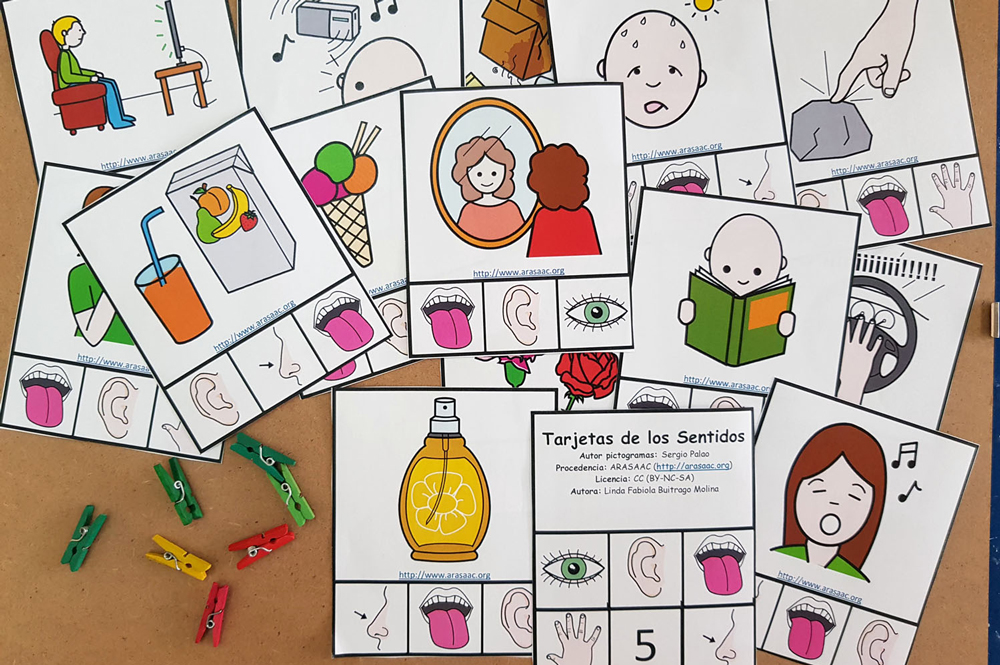 http://www.arasaac.org
http://www.arasaac.org
http://www.arasaac.org
iiiiiii!!!!!!
http://www.arasaac.org
http://www.arasaac.org
http://www.arasaac.org
http://www.arasaac.org
http://www.arasaac.org
Tarjetas de los Sentidos
Autor pictogramas: Sergio Palao
Procedencia: ARASAAC (http://arasaac.org)
Licencia: CC (BY-NC-SA)
Autora: Linda Fabiola Buitrago Molina
http://www.arasaac.org
5